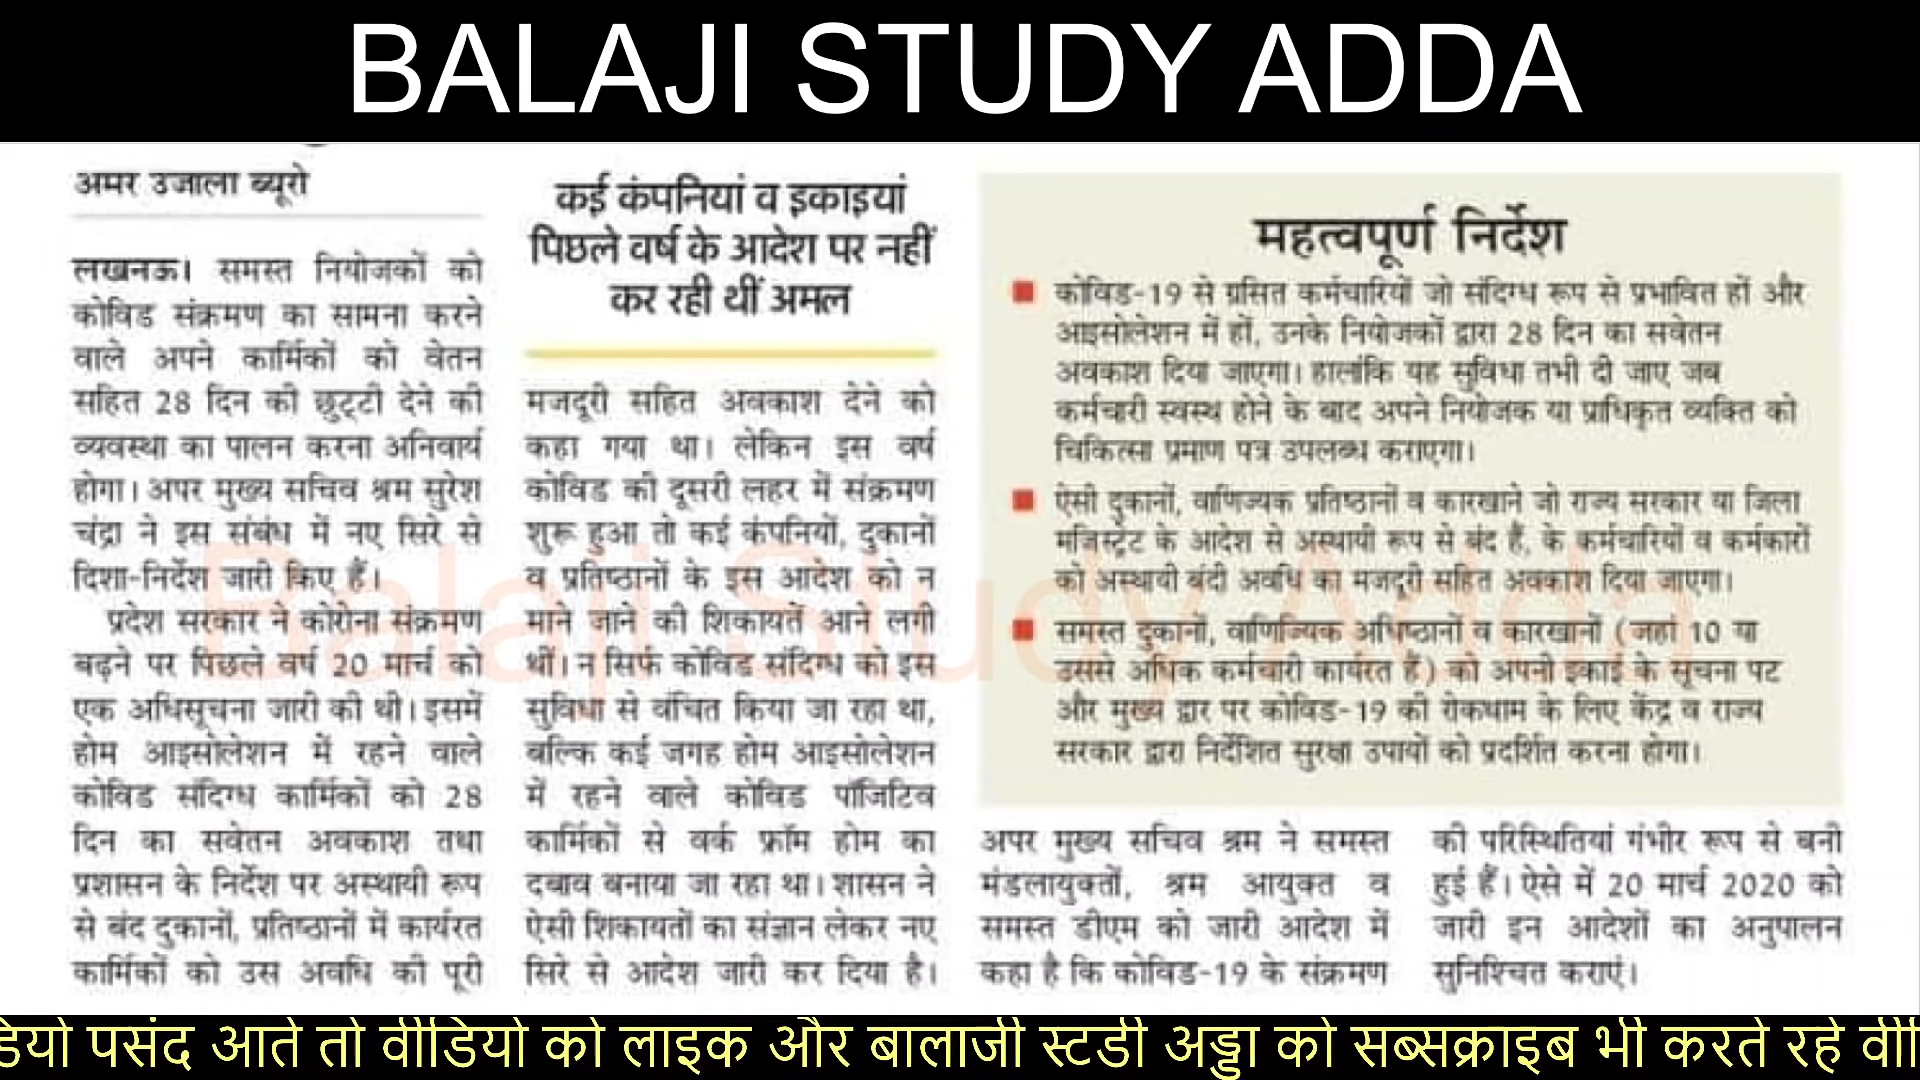 BALAJI STUDY ADDA
अमर उजाला ब्यूरो
लखनऊ। समस्त नियोजकों को
कोविड संक्रमण का सामना करने
वाले अपने कार्मिकों को वेतन
सहित 28 दिन की छुट्टी देने की
व्यवस्था का पालन करना अनिवार्य
होगा। अपर मुख्य सचिव श्रम सुरेश
चंद्रा ने इस संबंध में नए सिरे से
दिशा-निर्देश जारी किए हैं।
प्रदेश सरकार ने कोरोना संक्रमण
बढ़ने पर पिछले वर्ष 20 मार्च को
एक अधिसूचना जारी की थी। इसमें
होम आइसोलेशन में रहने वाले
कोविड संदिग्ध कार्मिकों को 28
दिन का सवेतन अवकाश तथा
प्रशासन के निर्देश पर अस्थायी रूप
से बंद दुकानों, प्रतिष्ठानों में कार्यरत
कार्मिकों को उस अवधि की पूरी
कई कंपनियां व इकाइयां
पिछले वर्ष के आदेश पर नहीं
कर रही थीं अमल
मजदूरी सहित अवकाश देने को
कहा गया था। लेकिन इस वर्ष
कोविड की दूसरी लहर में संक्रमण
शुरू हुआ तो कई कंपनियों, दुकानों
व प्रतिष्ठानों के इस आदेश को न
माने जाने की शिकायतें आने लगी
थीं। न सिर्फ कोविड संदिग्ध को इस
सुविधा से वंचित किया जा रहा था,
बल्कि कई जगह होम आइसोलेशन
में रहने वाले कोविड पॉजिटिव
कार्मिकों से वर्क फ्रॉम होम का
दबाव बनाया जा रहा था। शासन ने
ऐसी शिकायतों का संज्ञान लेकर नए
सिरे से आदेश जारी कर दिया है।
महत्वपूर्ण निर्देश
कोविड-19 से ग्रसित कर्मचारियों जो संदिग्ध रूप से प्रभावित हों और
आइसोलेशन में हों, उनके नियोजकों द्वारा 28 दिन का सवेतन
अवकाश दिया जाएगा। हालांकि यह सुविधा तभी दी जाए जब
कर्मचारी स्वस्थ होने के बाद अपने नियोजक या प्राधिकृत व्यक्ति को
चिकित्सा प्रमाण पत्र उपलब्ध कराएगा।
ऐसी दुकानों, वाणिज्यक प्रतिष्ठानों व कारखाने जो राज्य सरकार या जिला
मजिस्ट्रेट के आदेश से अस्थायी रूप से बंद हैं, के कर्मचारियों व कर्मकारों
को अस्थायी बंदी अवधि का मजदूरी सहित अवकाश दिया जाएगा।
समस्त दुकानों, वाणिज्यिक अधिष्ठानों व कारखानों (जहां 10 या
उससे अधिक कर्मचारी कार्यरत हैं) को अपनी इकाई के सूचना पट
और मुख्य द्वार पर कोविड-19 की रोकथाम के लिए केंद्र व राज्य
सरकार द्वारा निर्देशित सुरक्षा उपायों को प्रदर्शित करना होगा।
अपर मुख्य सचिव श्रम ने समस्त
मंडलायुक्तों, श्रम आयुक्त व
समस्त डीएम को जारी आदेश में
कहा है कि कोविड-19 के संक्रमण
की परिस्थितियां गंभीर रूप से बनी
हुई हैं। ऐसे में 20 मार्च 2020 को
जारी इन आदेशों का अनुपालन
सुनिश्चित कराएं।
Balaji Study Adda
डियो पसंद आते तो वीडियो को लाइक और बालाजी स्टडी अड्डा को सब्सक्राइब भी करते रहे वी